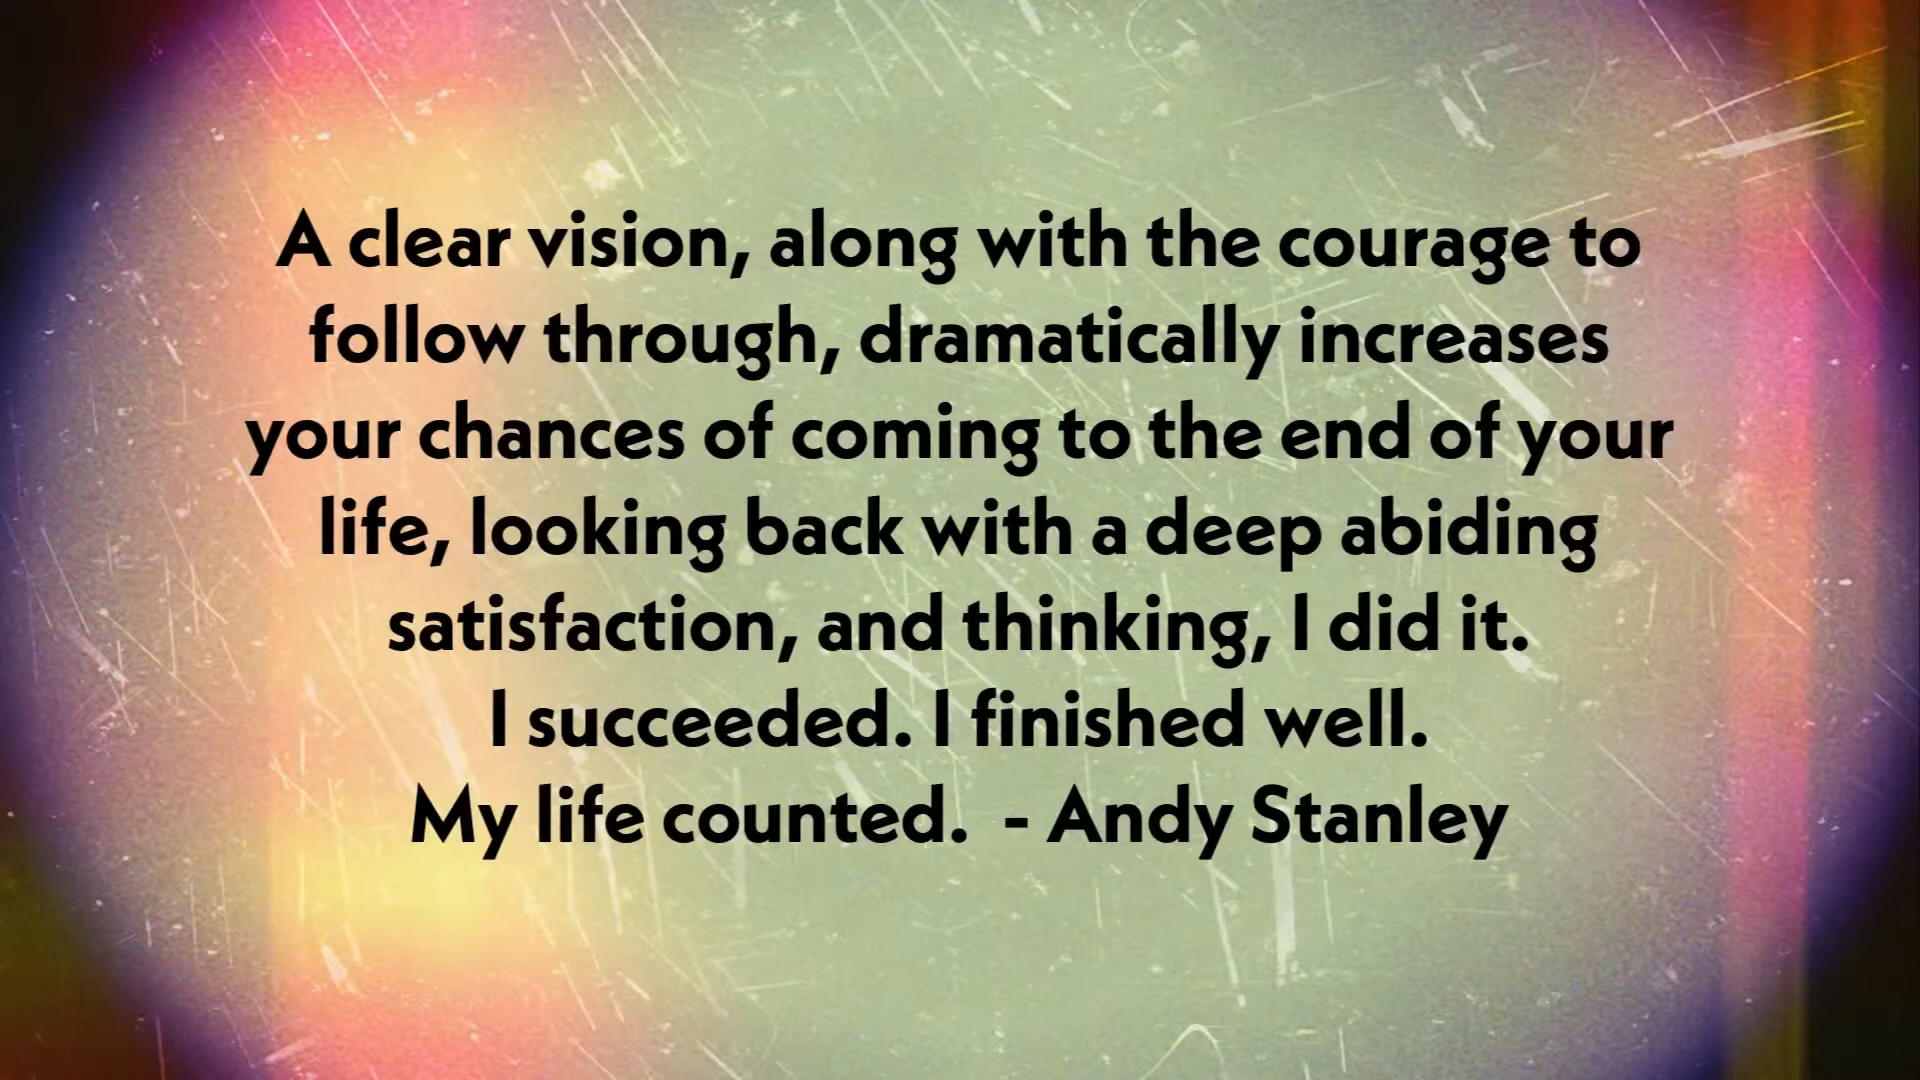 A clear vision, along with the courage to
follow through, dramatically increases
your chances of coming to the end of your
life, looking back with a deep abiding
satisfaction, and thinking, I did it.
I succeeded. I finished well.
My life counted.  - Andy Stanley